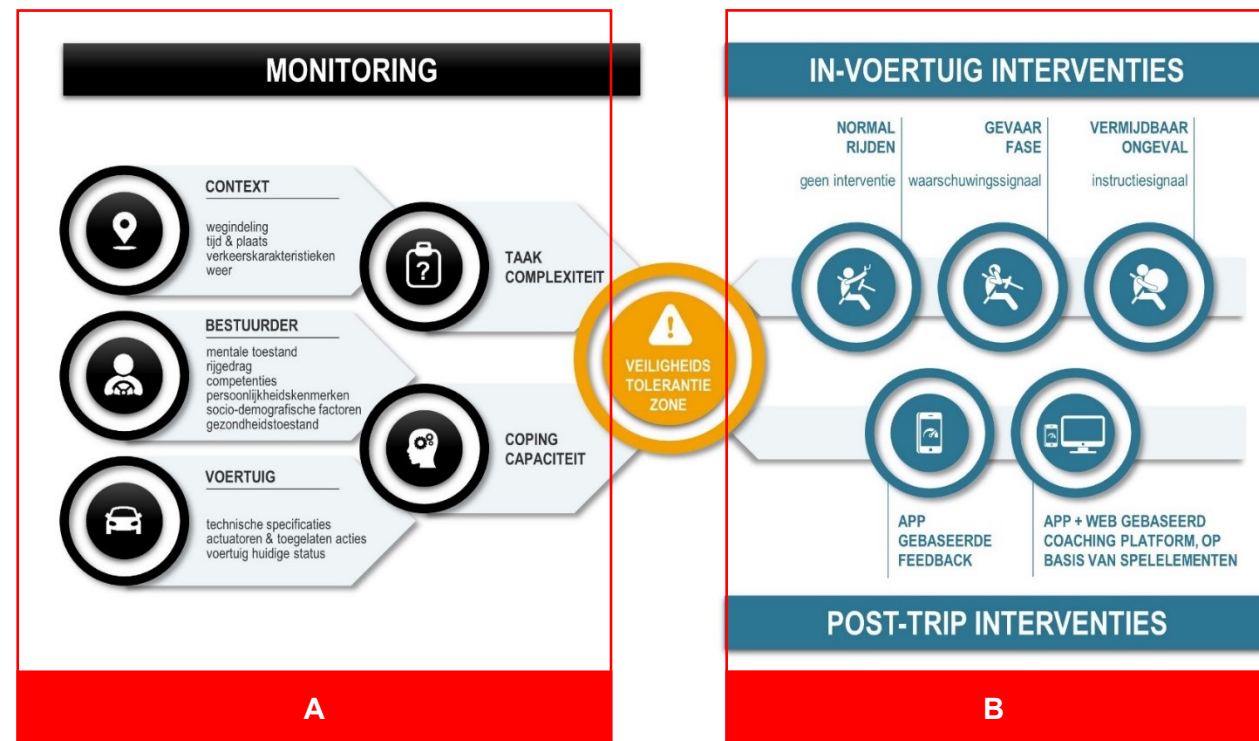 MONITORING
CONTEXT
wegindeling
tijd & plaats
verkeerskarakteristieken
weer
BESTUURDER
mentale toestand
rijgedrag
competenties
persoonlijkheidskenmerken
socio-demografische factoren
gezondheidstoestand
VOERTUIG
technische specificaties
actuatoren & toegelaten acties
voertuig huidige status
?
TAAK
COMPLEXITEIT
COPING
CAPACITEIT
!
VEILIGHEIDS
TOLERANTIE
ZONE
A
IN-VOERTUIG INTERVENTIES
NORMAL
RIJDEN
geen interventie
GEVAAR
FASE
waarschuwingssignaal
VERMIJDBAAR
ONGEVAL
instructiesignaal
APP
GEBASEERDE
FEEDBACK
APP + WEB GEBASEERD
COACHING PLATFORM, OP
BASIS VAN SPELELEMENTEN
POST-TRIP INTERVENTIES
B